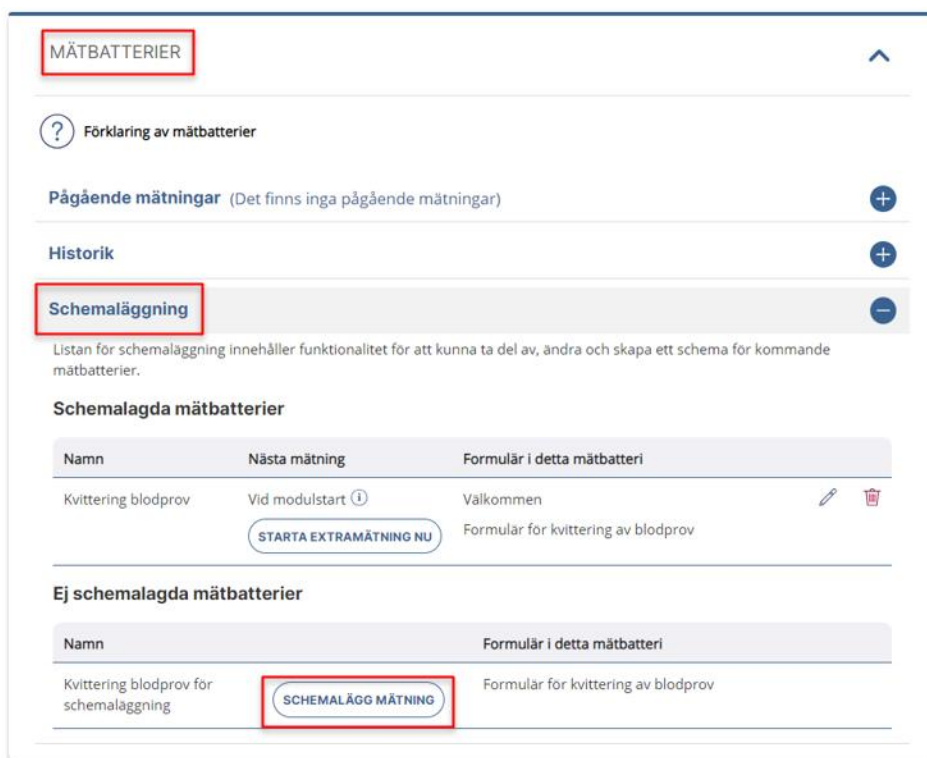 MÄTBATTERIER
? Förklaring av mätbatterier
Pågående mätningar (Det finns inga pågående mätningar)
Historik
Schemaläggning
Listan för schemaläggning innehåller funktionalitet för att kunna ta del av, ändra och skapa ett schema för kommande
mätbatterier.
Schemalagda mätbatterier
Namn Nästa mätning Formulär i detta mätbatteri
Kvittering blodprov Vid modulstart i Välkommen
STARTA EXTRAMÄTNING NU Formulär för kvittering av blodprov
Ej schemalagda mätbatterier
Namn Formulär i detta mätbatteri
Kvittering blodprov för SCHEMALÄGG MÄTNING Formulär för kvittering av blodprov
schemaläggning